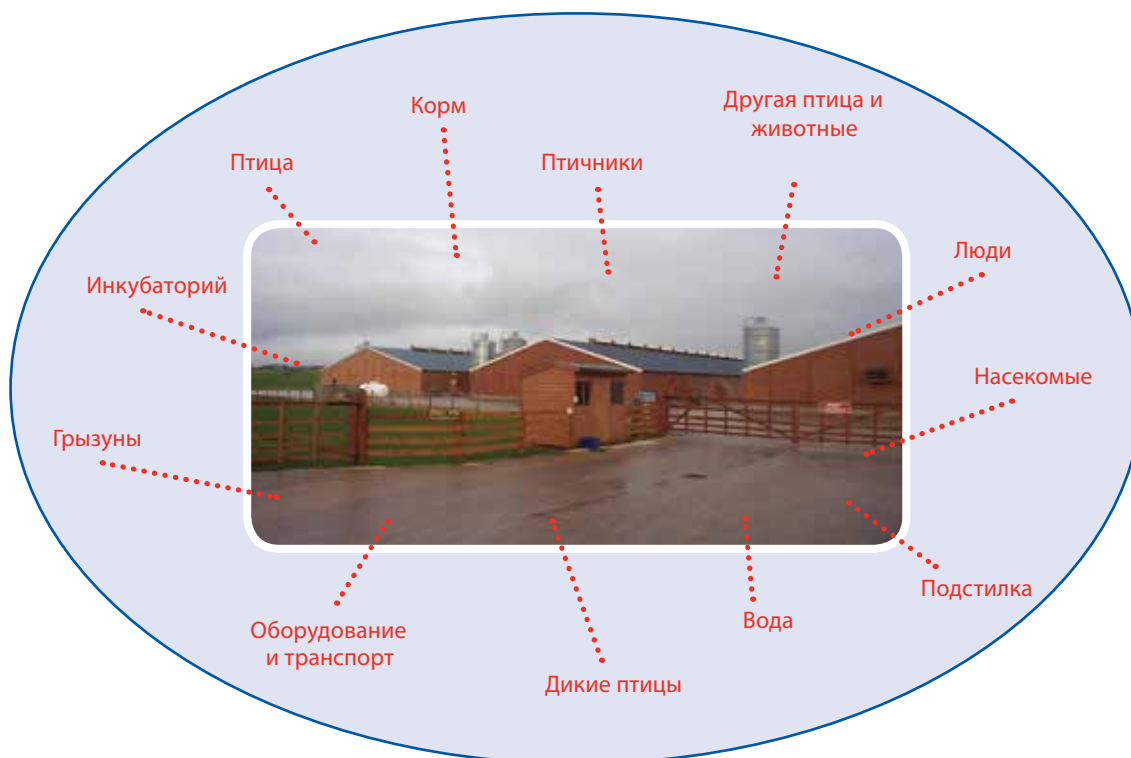 Корм
Другая птица и
животные
Птица
Птичники
Люди
Инкубаторий
Насекомые
Грызуны
Подстилка
Оборудование
и транспорт
Вода
Дикие птицы